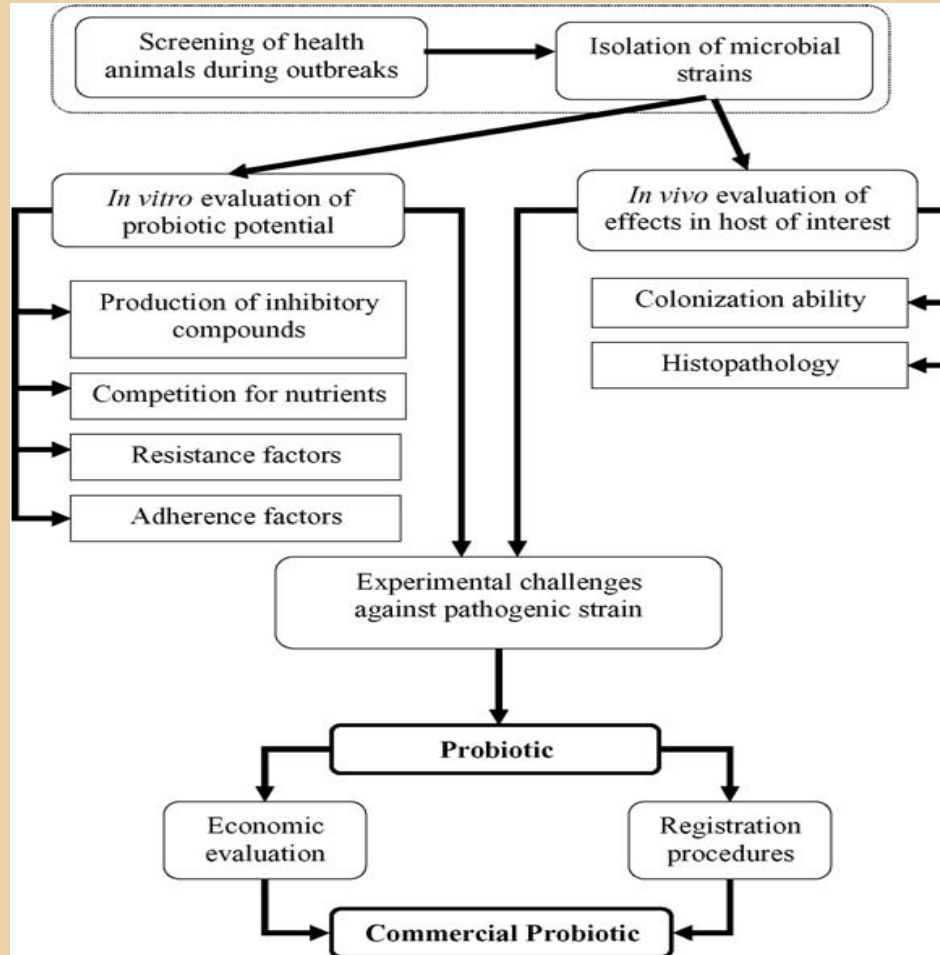 Screening of health
animals during outbreaks
Isolation of microbial
strains
In vitro evaluation of
probiotic potential
In vivo evaluation of
effects in host of interest
Production of inhibitory
compounds
Competition for nutrients
Resistance factors
Adherence factors
Colonization ability
Histopathology
Experimental challenges
against pathogenic strain
Probiotic
Economic
evaluation
Registration
procedures
Commercial Probiotic